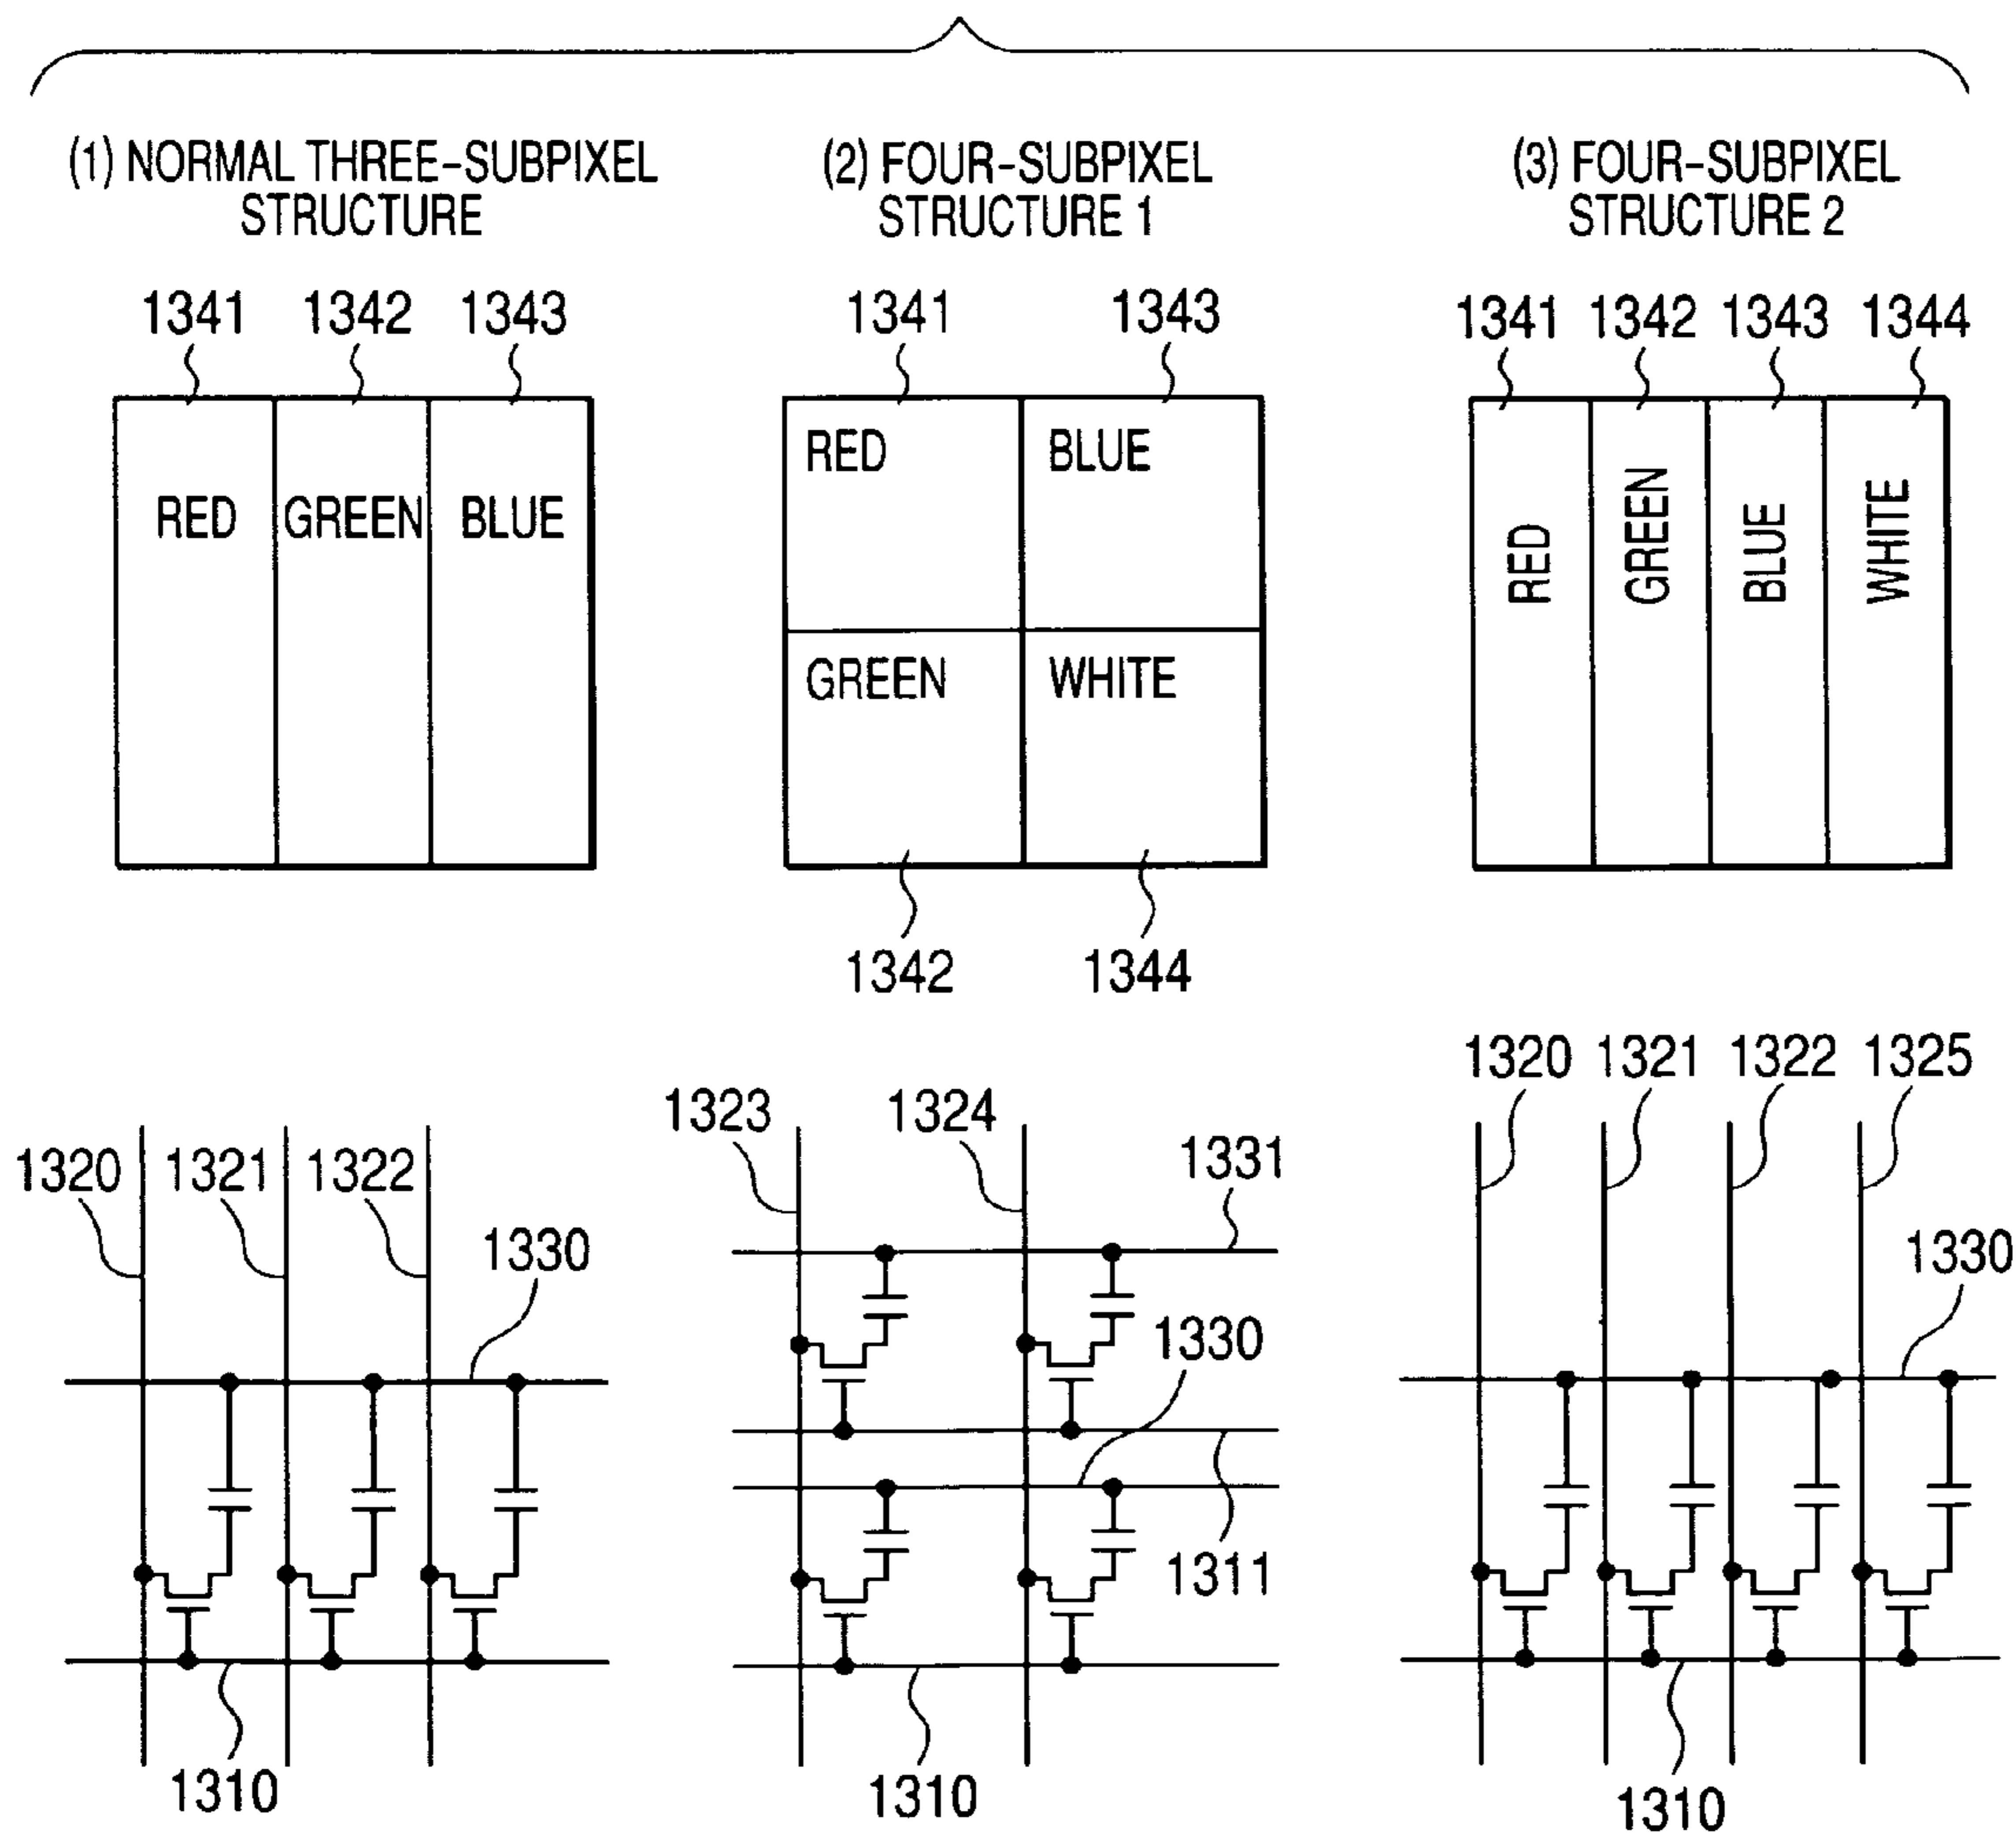 (1) NORMAL THREE-SUBPIXEL
STRUCTURE
(2) FOUR-SUBPIXEL
STRUCTURE 1
(3) FOUR-SUBPIXEL
STRUCTURE 2
1341 1342 1343
RED GREEN BLUE
1341 1343
RED BLUE
GREEN WHITE
1342 1344
1341 1342 1343 1344
RED GREEN BLUE WHITE
1320 1321 1322
1330
1310
1323 1324
1331
1330
1311
1310
1320 1321 1322 1325
1330
1310